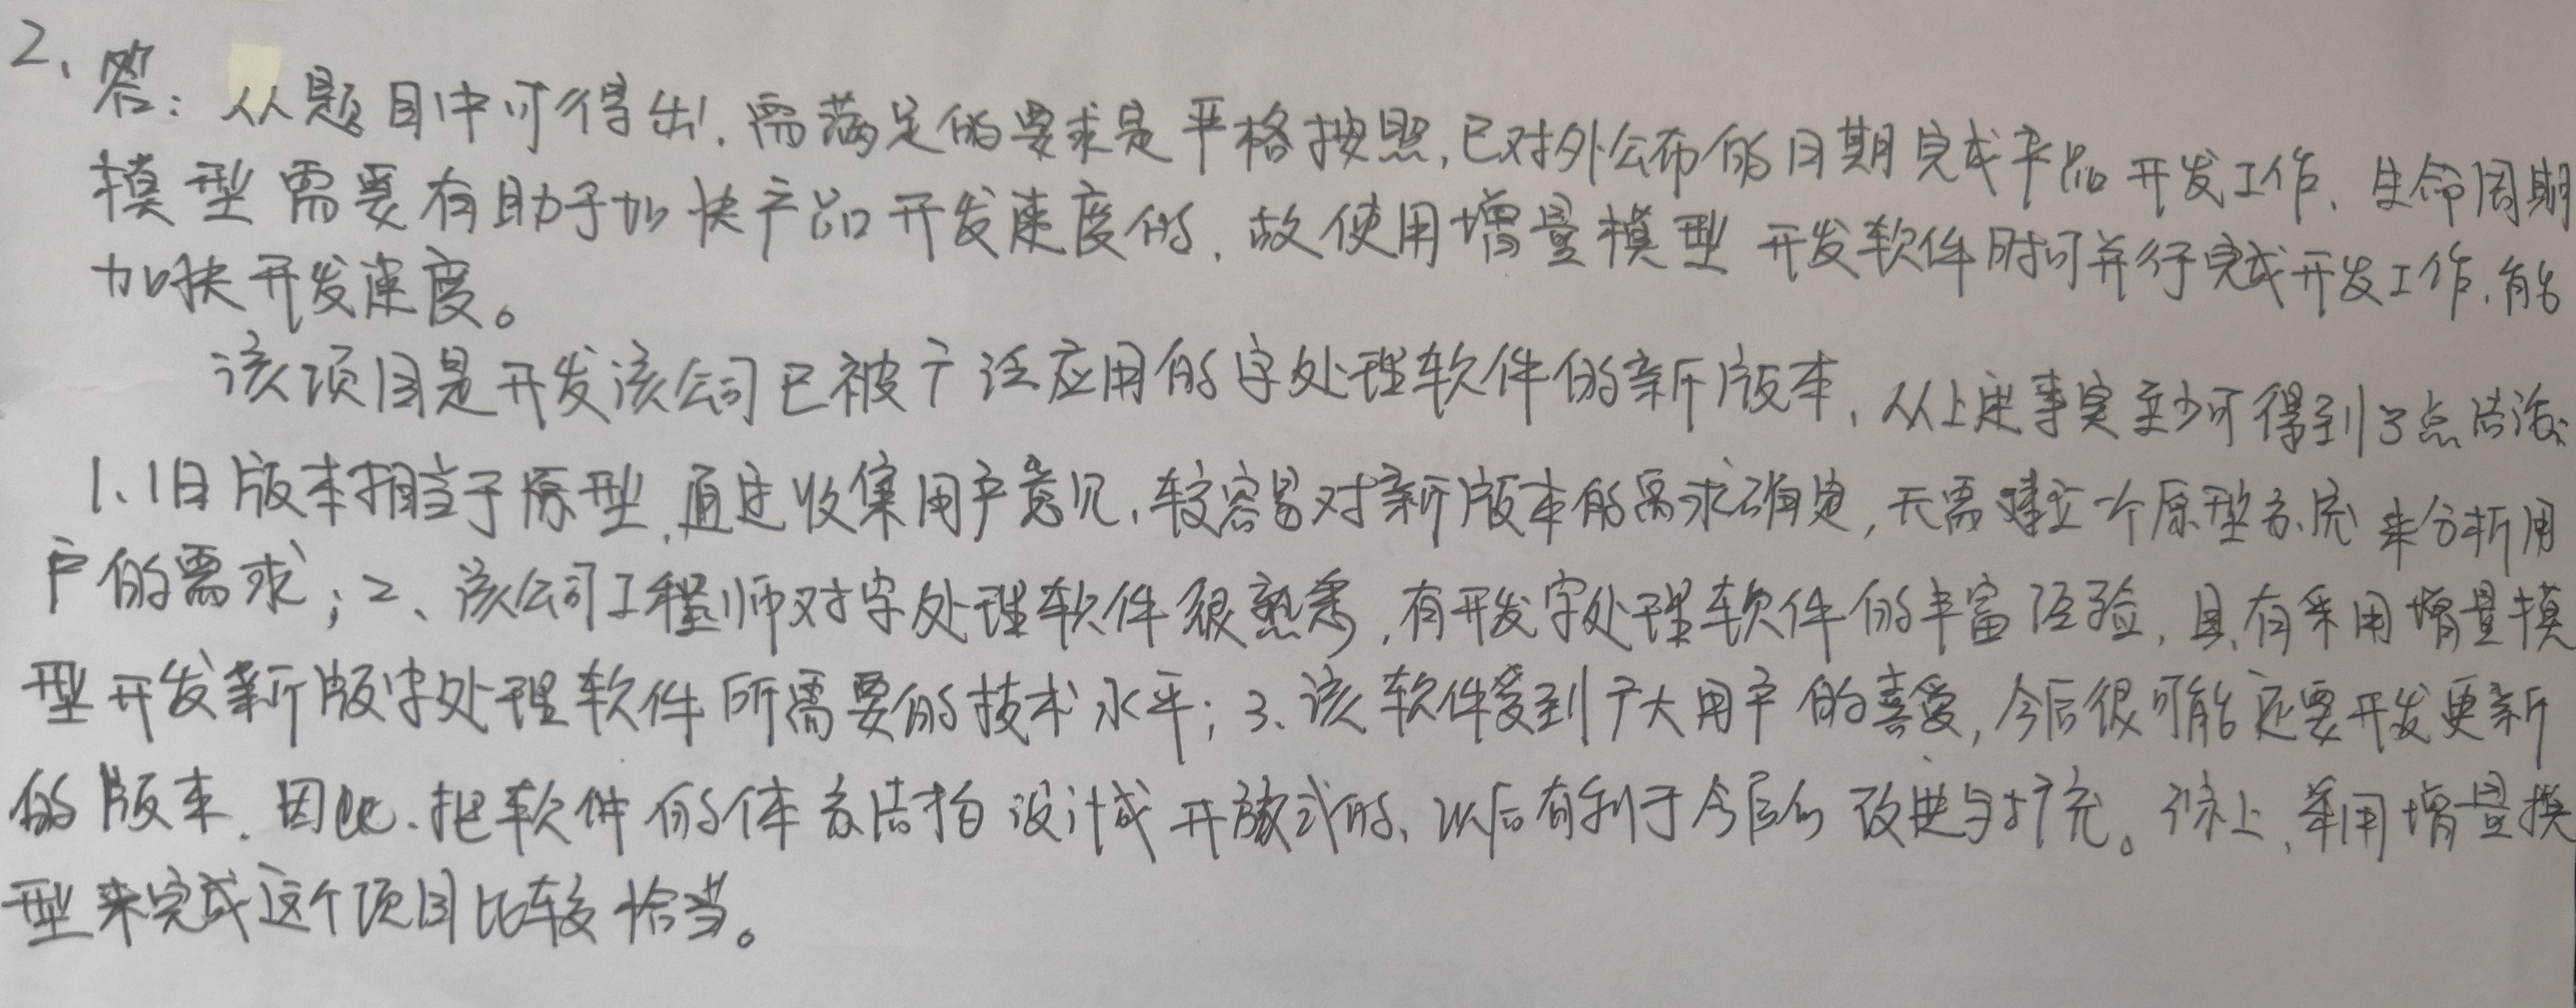 2、答：从题目中可得出，需满足的要求是严格按照，已对外公布的日期完成产品开发工作，生命周期
模型需要有助于加快产品开发速度的，故使用增量模型开发软件时可并行完成开发工作，能
加快开发速度。
该项目是开发该公司已被广泛应用的字处理软件的新版本，从上述事实至少可得到3点结论：
1、旧版本相当于原型，通过收集用户意见，较容易对新版本的需求确定，无需建立一个原型系统来分析用
户的需求；2、该公司工程师对字处理软件很熟悉，有开发字处理软件的丰富经验，具有采用增量模
型开发新版字处理软件所需要的技术水平；3、该软件受到广大用户的喜爱，今后很可能还要开发更新
的版本，因此、把软件的体系结构设计成开放式的、以后有利于今后的改进与扩充。综上，采用增量模
型来完成这个项目比较恰当。